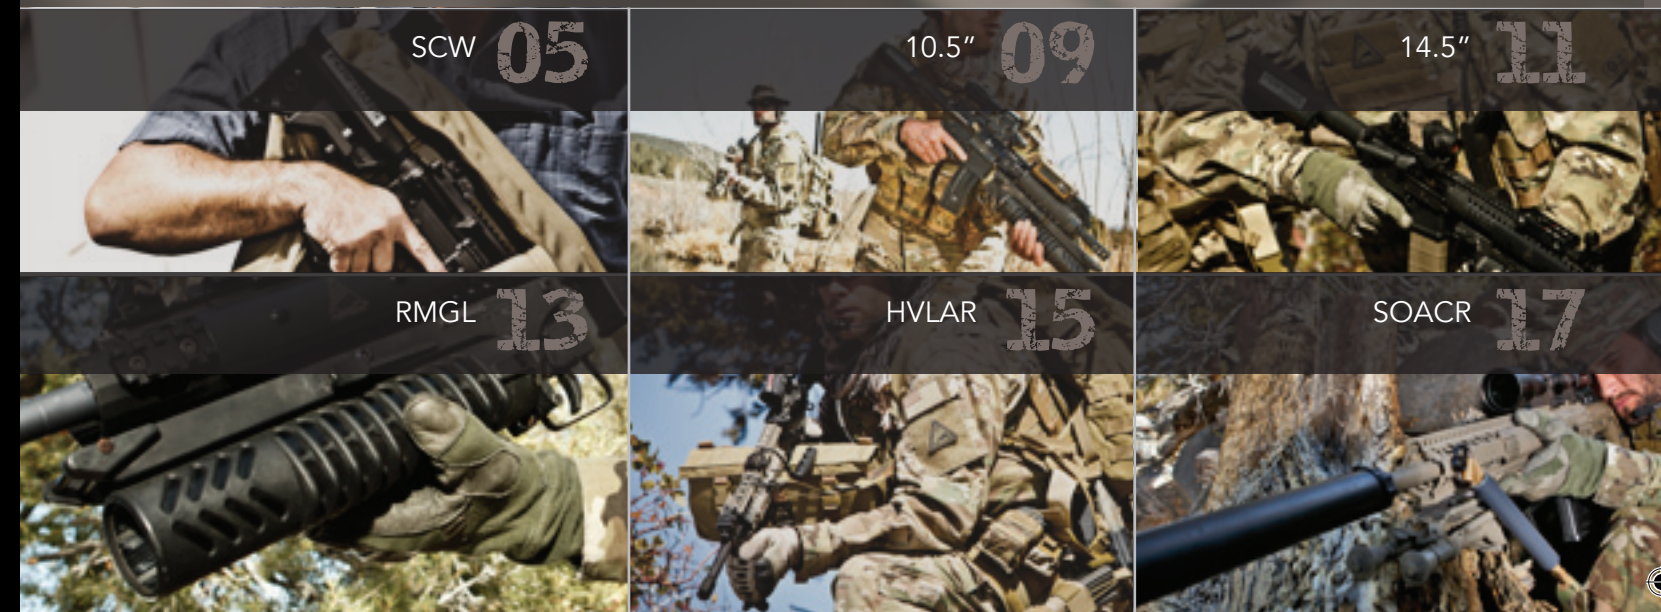 SCW 05
10.5” 09
14.5” 11
RMGL 13
HVLAR 15
SOACR 17